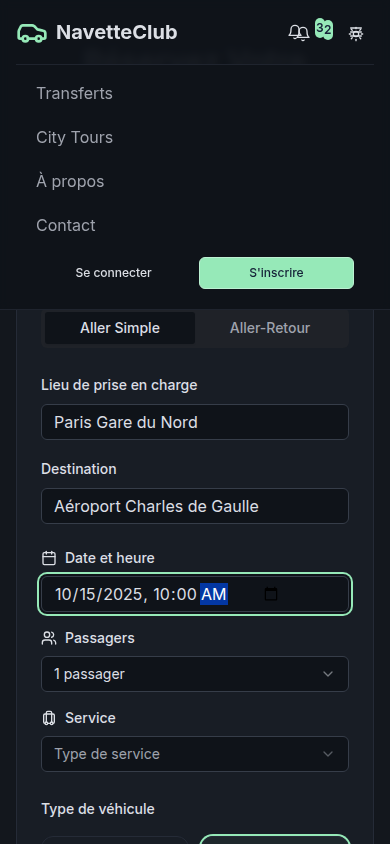 NavetteClub
32
Transferts
City Tours
À propos
Contact
Se connecter
S'inscrire
Aller Simple
Aller-Retour
Lieu de prise en charge
Paris Gare du Nord
Destination
Aéroport Charles de Gaulle
Date et heure
10/15/2025, 10:00 AM
Passagers
1 passager
Service
Type de service
Type de véhicule